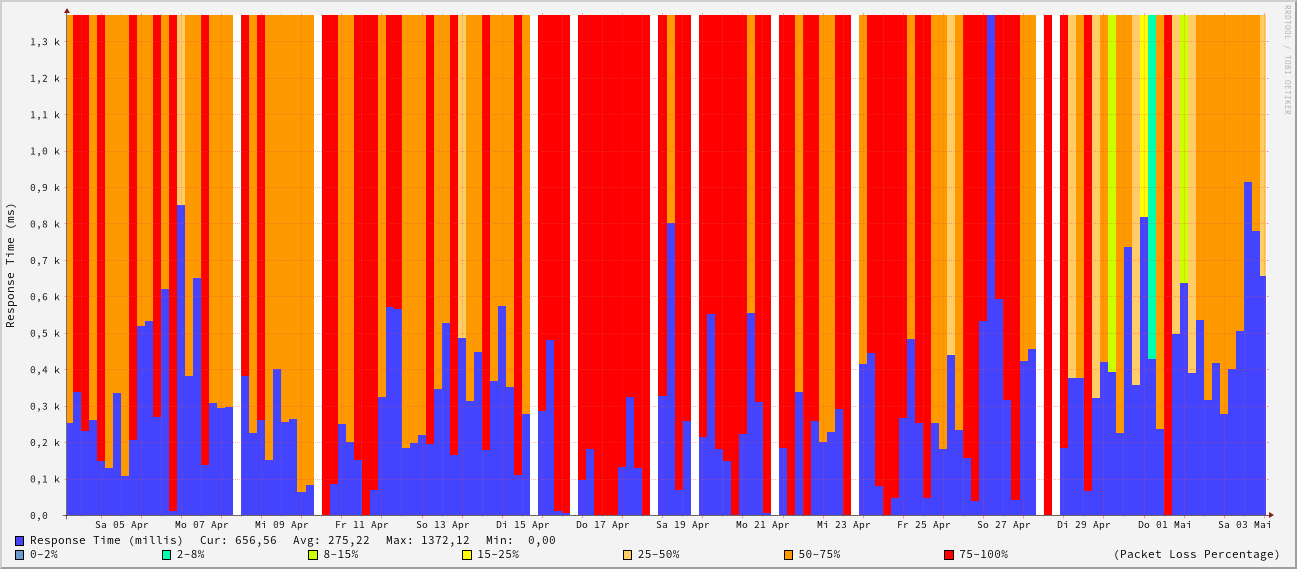 RRDTOOL / TOBI OETIKER
Response Time (ms)
1,3 k
1,2 k
1,1 k
1,0 k
0,9 k
0,8 k
0,7 k
0,6 k
0,5 k
0,4 k
0,3 k
0,2 k
0,1 k
0,0
Sa 05 Apr Mo 07 Apr Mi 09 Apr Fr 11 Apr So 13 Apr Di 15 Apr Do 17 Apr Sa 19 Apr Mo 21 Apr Mi 23 Apr Fr 25 Apr So 27 Apr Di 29 Apr Do 01 Mai Sa 03 Mai
Response Time (millis) Cur: 656,56 Avg: 275,22 Max: 1372,12 Min: 0,00
0-2% 2-8% 8-15% 15-25% 25-50% 50-75% 75-100% (Packet Loss Percentage)